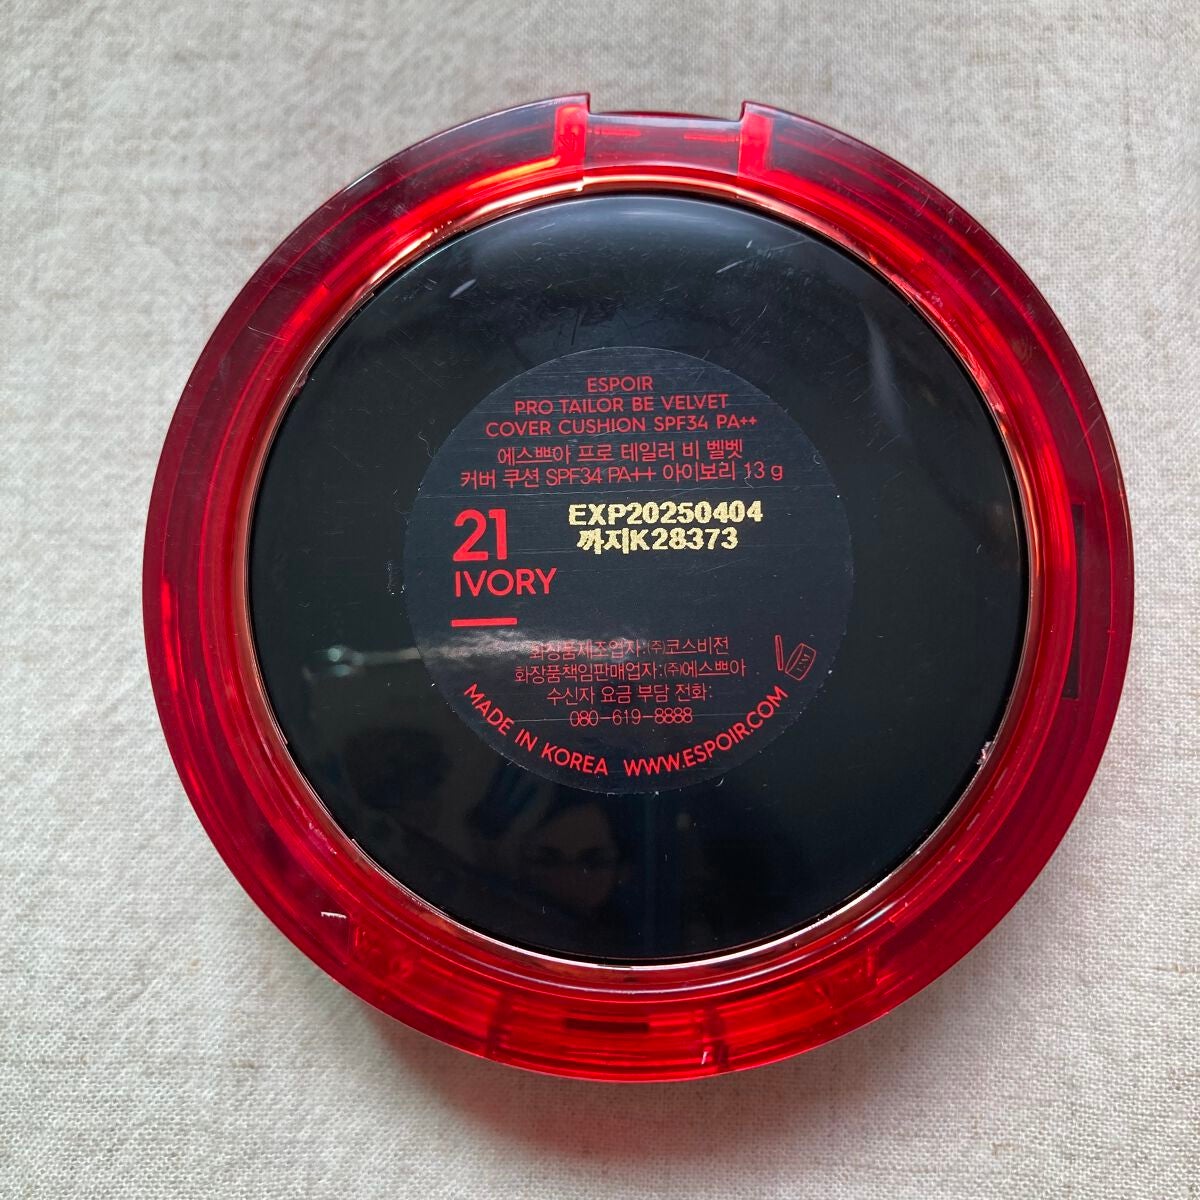 ESPOIR
PRO TAILOR BE VELVET
COVER CUSHION SPF34 PA++
에스쁘아 프로 테일러 비 벨벳
커버 쿠션 SPF34 PA++ 아이보리 13 g
21
IVORY
EXP20250404
까지K28373
화장품제조업자:(주)코스비전
화장품책임판매업자:(주)에스쁘아
수신자 요금 부담 전화:
080-619-8888
MADE IN KOREA WWW.ESPOIR.COM